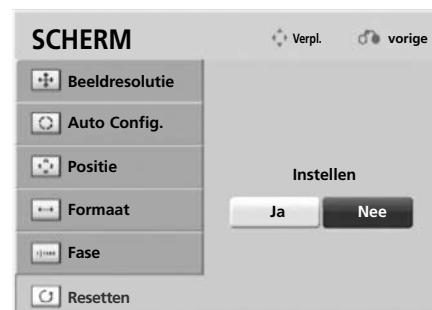 SCHERM
Verpl.
vorige
Beeldresolutie
Auto Config.
Positie
Formaat
Fase
Resetten
Instellen
Ja
Nee